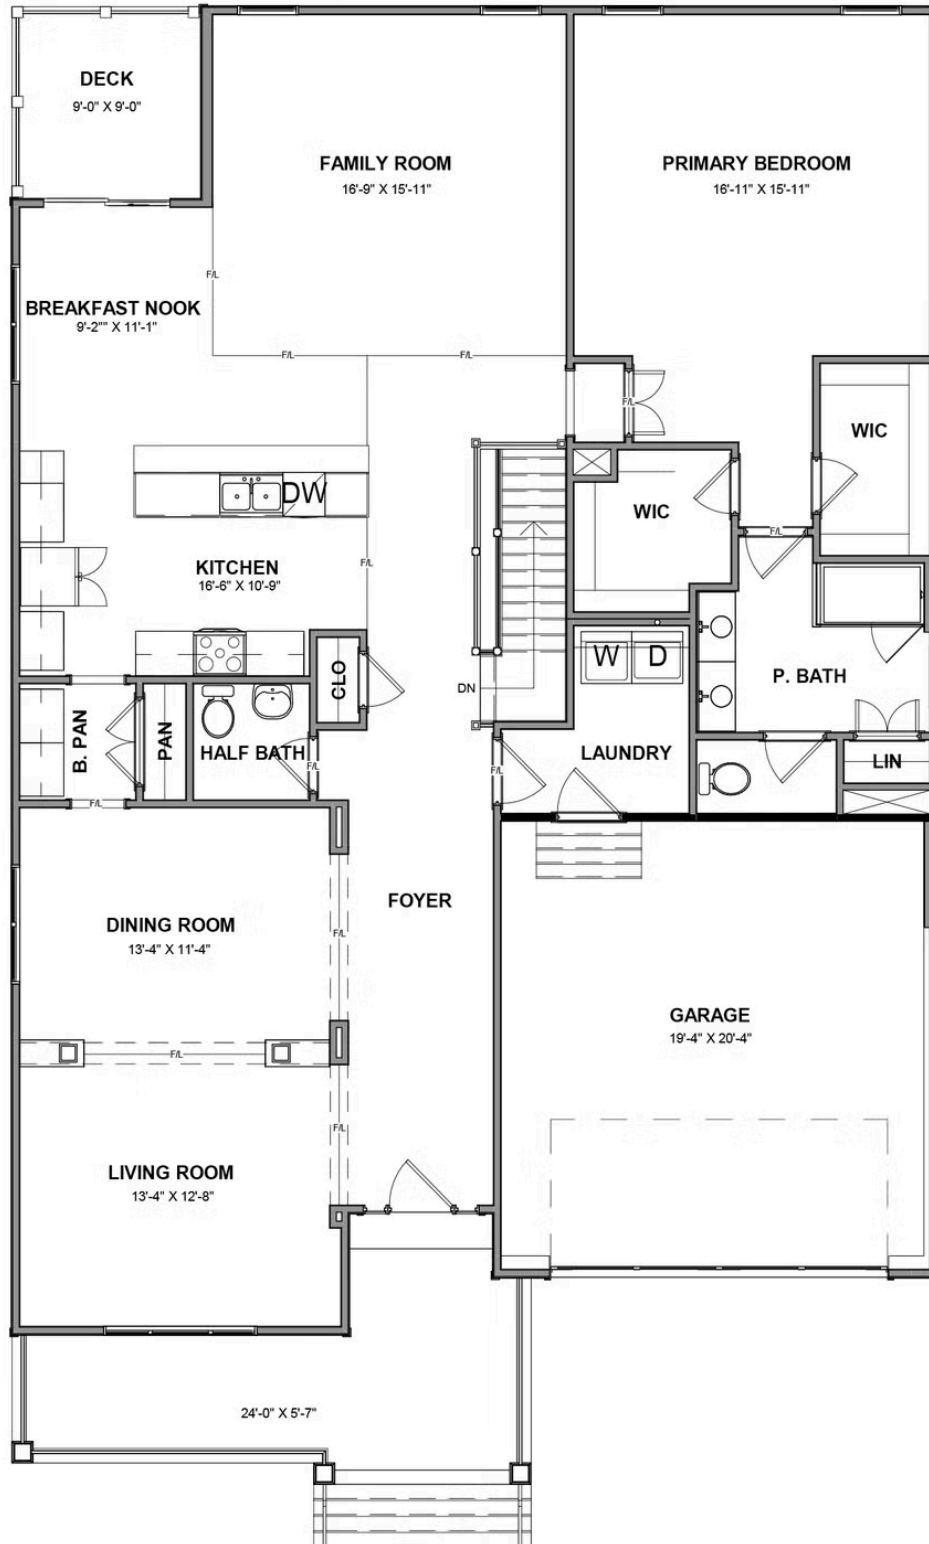 DECK
9'-0" X 9'-0"
FAMILY ROOM
16'-9" X 15'-11"
PRIMARY BEDROOM
16'-11" X 15'-11"
F/L
BREAKFAST NOOK
9'-2"" X 11'-1"
F/L
F/L
F/L
WIC
DW
WIC
F/L
KITCHEN
16'-6" X 10'-9"
F/L
W
D
CLO
DN
P. BATH
B. PAN
PAN
HALF BATH
LAUNDRY
F/L
F/L
LIN
F/L
FOYER
DINING ROOM
13'-4" X 11'-4"
F/L
GARAGE
19'-4" X 20'-4"
F/L
F/L
LIVING ROOM
13'-4" X 12'-8"
24'-0" X 5'-7"